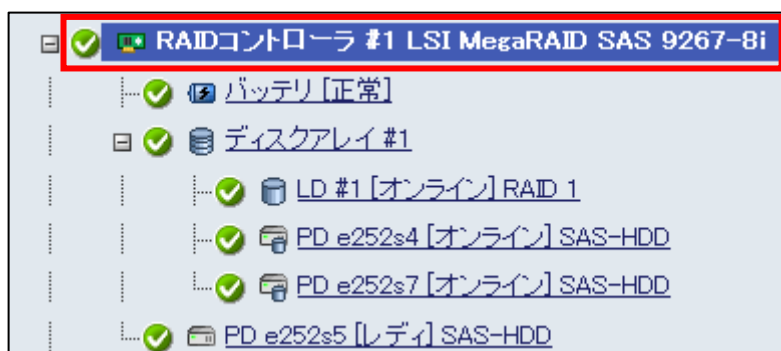 RAIDコントローラ #1 LSI MegaRAID SAS 9267-8i
バッテリ [正常]
ディスクアレイ #1
LD #1 [オンライン] RAID 1
PD e252s4 [オンライン] SAS-HDD
PD e252s7 [オンライン] SAS-HDD
PD e252s5 [レディ] SAS-HDD